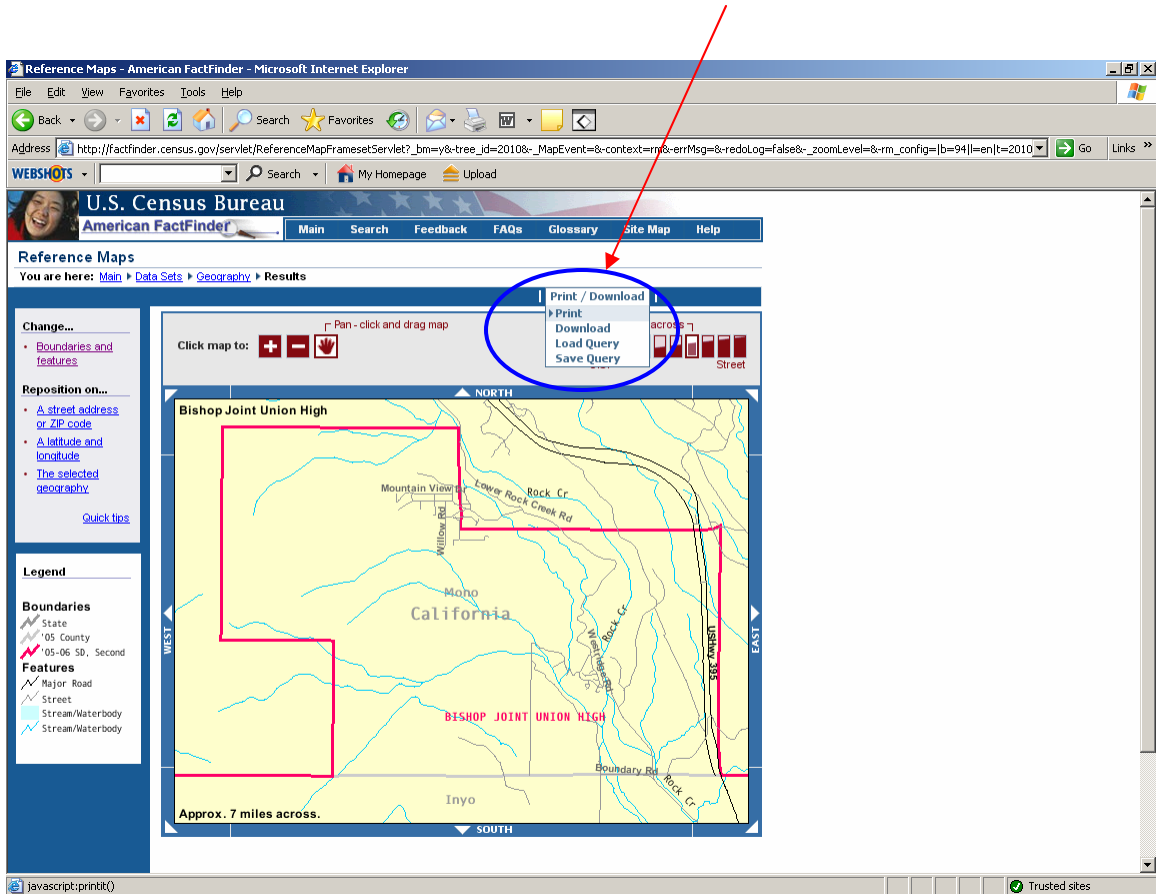 Reference Maps - American FactFinder - Microsoft Internet Explorer
File Edit View Favorites Tools Help
Back Search Favorites
Address http://factfinder.census.gov/servlet/ReferenceMapFramesetServlet?_bm=y&-tree_id=2010&-_MapEvent=&-context=rm&-errMsg=&-redoLog=false&-_zoomLevel=&-rm_config=|b=94|l=en|t=2010 Go Links »
WEBSHOTS Search My Homepage Upload
U.S. Census Bureau
American FactFinder Main Search Feedback FAQs Glossary Site Map Help
Reference Maps
You are here: Main Data Sets Geography Results
Print / Download
Print
Download
Load Query
Save Query
Change...
Boundaries and
features
Reposition on...
A street address
or ZIP code
A latitude and
longitude
The selected
geography
Quick tips
Click map to:
Pan - click and drag map
across
Street
NORTH
Bishop Joint Union High
Mountain View Dr
Lower Rock Creek Rd
Rock Cr
Willow Rd
Mono
California
Rock Cr
Westridge Rd
USHwy 395
WEST
EAST
BISHOP JOINT UNION HIGH
Boundary Rd
Rock Cr
Inyo
Approx. 7 miles across.
SOUTH
Legend
Boundaries
State
'05 County
'05-06 SD, Second
Features
Major Road
Street
Stream/Waterbody
Stream/Waterbody
javascript:printit() Trusted sites